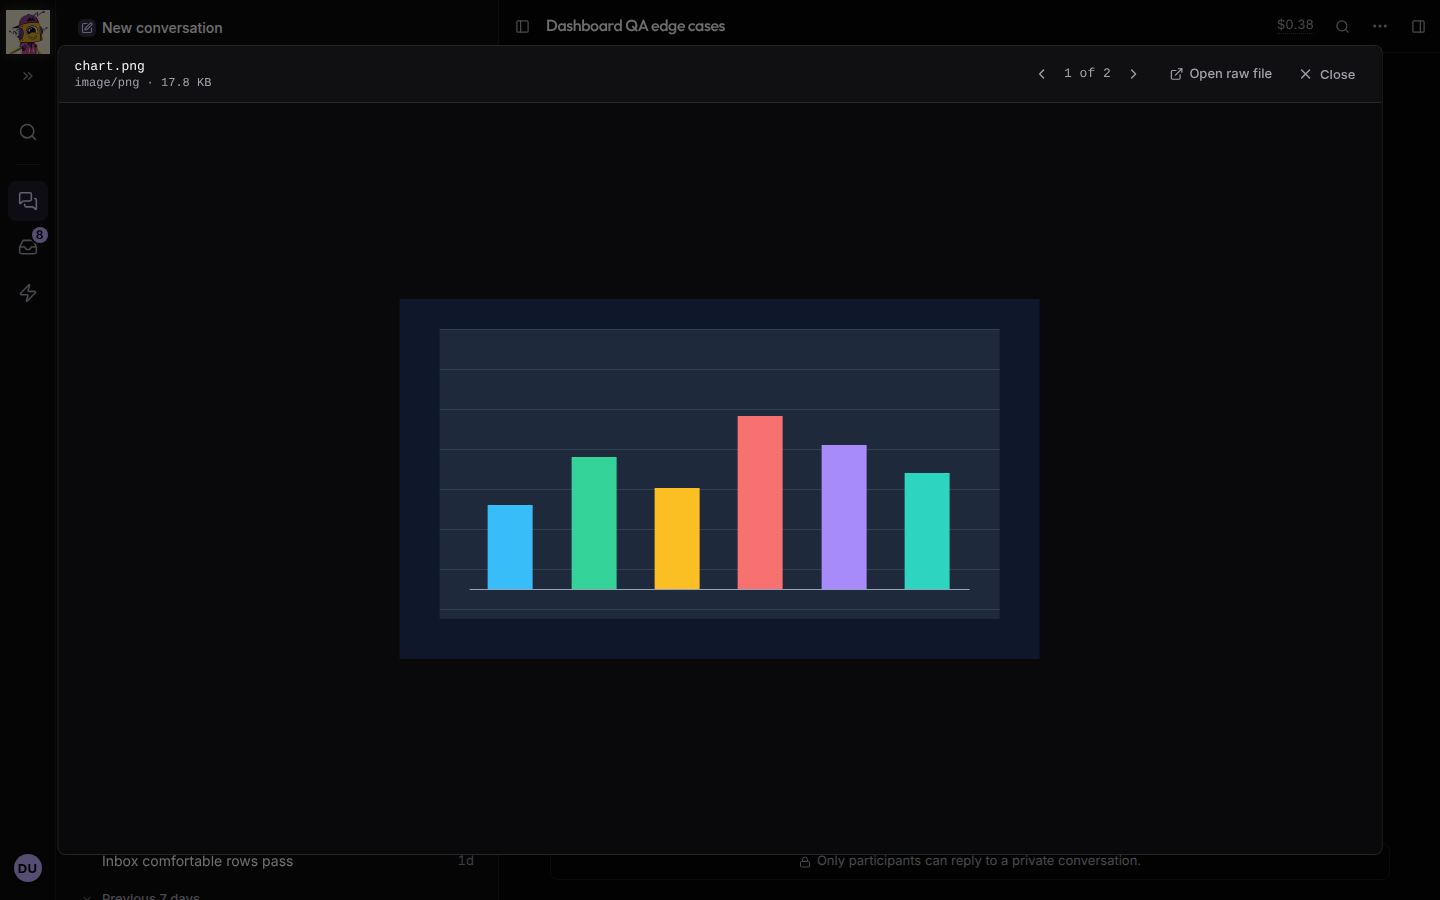 New conversation
Dashboard QA edge cases
$0.38
chart.png
image/png · 17.8 KB
1 of 2
Open raw file
Close
8
DU
Inbox comfortable rows pass
1d
Only participants can reply to a private conversation.
Previous 7 days